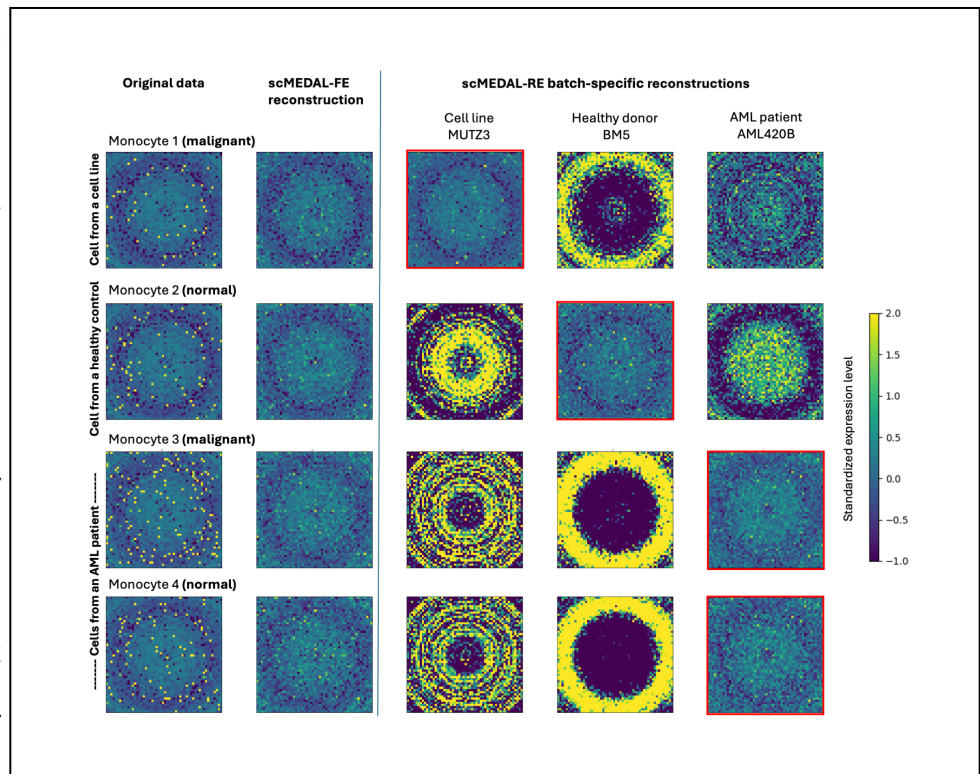 Original data
scMEDAL-FE
reconstruction
scMEDAL-RE batch-specific reconstructions
Cell line
MUTZ3
Healthy donor
BM5
AML patient
AML420B
Cell from a cell line
Monocyte 1 (malignant)
Cell from a healthy control
Monocyte 2 (normal)
------- Cells from an AML patient --------
Monocyte 3 (malignant)
Monocyte 4 (normal)
2.0
1.5
1.0
0.5
0.0
−0.5
−1.0
Standardized expression level